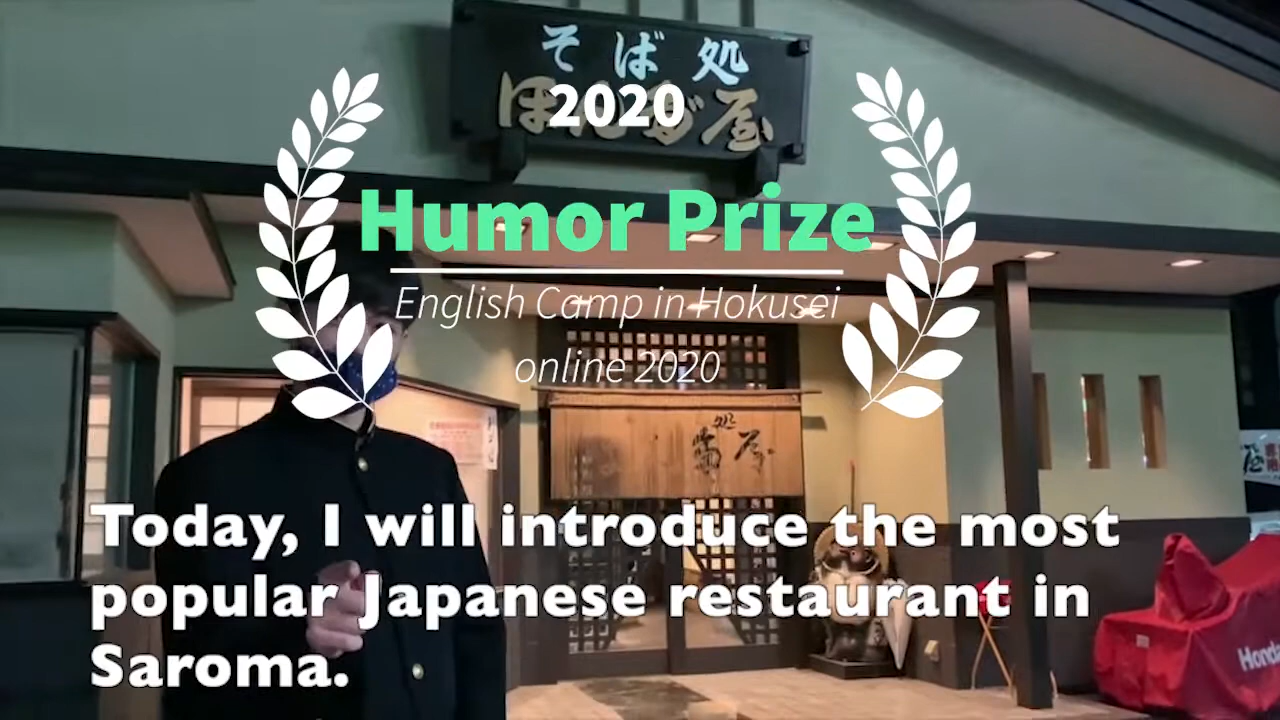 そば処
2020
Humor Prize
English Camp in Hokusei
online 2020
処
Today, I will introduce the most
popular Japanese restaurant in
Saroma.
Honda